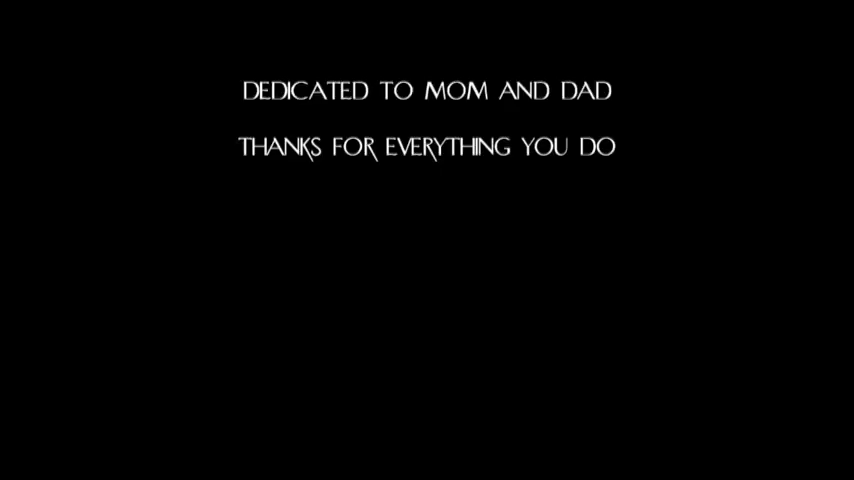 DEDICATED TO MOM AND DAD
THANKS FOR EVERYTHING YOU DO